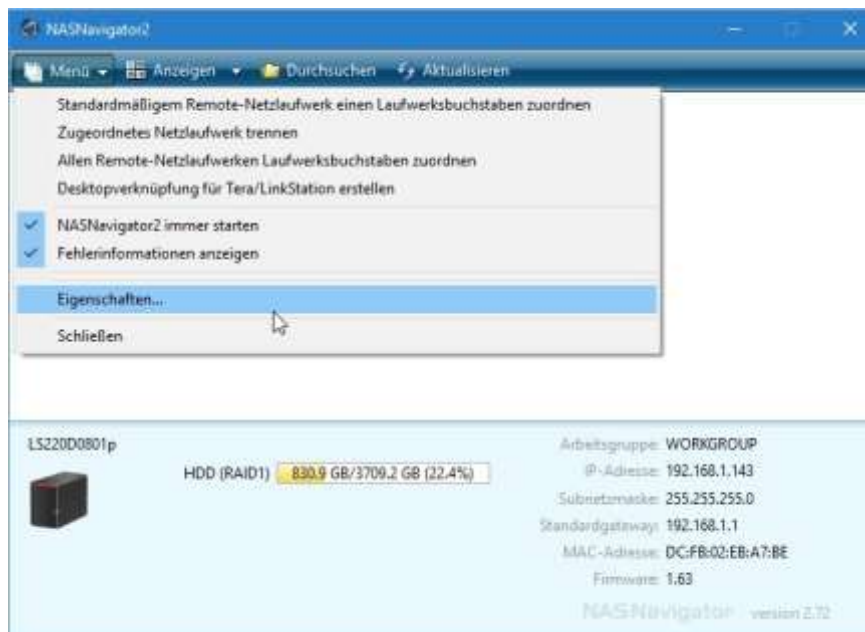 NASNavigator2
Menü Anzeigen Durchsuchen Aktualisieren
Standardmäßigem Remote-Netzlaufwerk einen Laufwerksbuchstaben zuordnen
Zugeordnetes Netzlaufwerk trennen
Allen Remote-Netzlaufwerken Laufwerksbuchstaben zuordnen
Desktopverknüpfung für Tera/LinkStation erstellen
NASNavigator2 immer starten
Fehlerinformationen anzeigen
Eigenschaften...
Schließen
LS220D0801p
HDD (RAID1) 830.9 GB/3709.2 GB (22.4%)
Arbeitsgruppe: WORKGROUP
IP-Adresse: 192.168.1.143
Subnetzmaske: 255.255.255.0
Standardgateway: 192.168.1.1
MAC-Adresse: DC:FB:02:EB:A7:BE
Firmware: 1.63
NASNavigator version 2.72